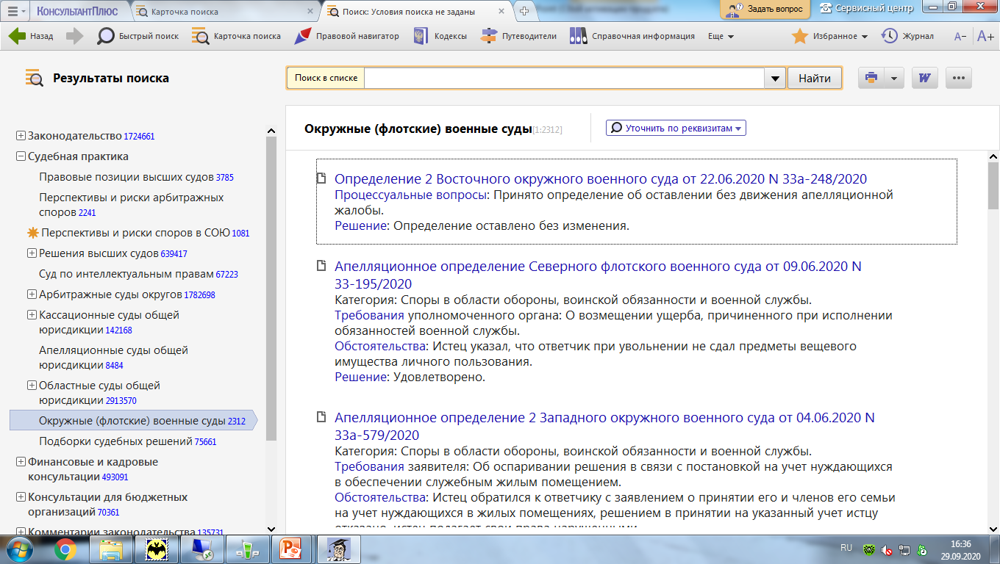 КонсультантПлюс
Карточка поиска
Поиск: Условия поиска не заданы
Задать вопрос
Сервисный центр
Назад
Быстрый поиск
Карточка поиска
Правовой навигатор
Кодексы
Путеводители
Справочная информация
Еще
Избранное
Журнал
А−
А+
Результаты поиска
Поиск в списке
Найти
W
Законодательство 1724661
Судебная практика
Правовые позиции высших судов 3785
Перспективы и риски арбитражных
споров 2241
Перспективы и риски споров в СОЮ 1081
Решения высших судов 639417
Суд по интеллектуальным правам 67223
Арбитражные суды округов 1782698
Кассационные суды общей
юрисдикции 142168
Апелляционные суды общей
юрисдикции 8484
Областные суды общей
юрисдикции 2913570
Окружные (флотские) военные суды 2312
Подборки судебных решений 75661
Финансовые и кадровые
консультации 493091
Консультации для бюджетных
организаций 70361
Комментарии законодательства 135731
Окружные (флотские) военные суды[1:2312]
Уточнить по реквизитам
Определение 2 Восточного окружного военного суда от 22.06.2020 N 33а-248/2020
Процессуальные вопросы: Принято определение об оставлении без движения апелляционной
жалобы.
Решение: Определение оставлено без изменения.
Апелляционное определение Северного флотского военного суда от 09.06.2020 N
33-195/2020
Категория: Споры в области обороны, воинской обязанности и военной службы.
Требования уполномоченного органа: О возмещении ущерба, причиненного при исполнении
обязанностей военной службы.
Обстоятельства: Истец указал, что ответчик при увольнении не сдал предметы вещевого
имущества личного пользования.
Решение: Удовлетворено.
Апелляционное определение 2 Западного окружного военного суда от 04.06.2020 N
33а-579/2020
Категория: Споры в области обороны, воинской обязанности и военной службы.
Требования заявителя: Об оспаривании решения в связи с постановкой на учет нуждающихся
в обеспечении служебным жилым помещением.
Обстоятельства: Истец обратился к ответчику с заявлением о принятии его и членов его семьи
на учет нуждающихся в жилых помещениях, решением в принятии на указанный учет истцу
отказано, истец полагает свои права нарушенными.
RU
16:36
29.09.2020